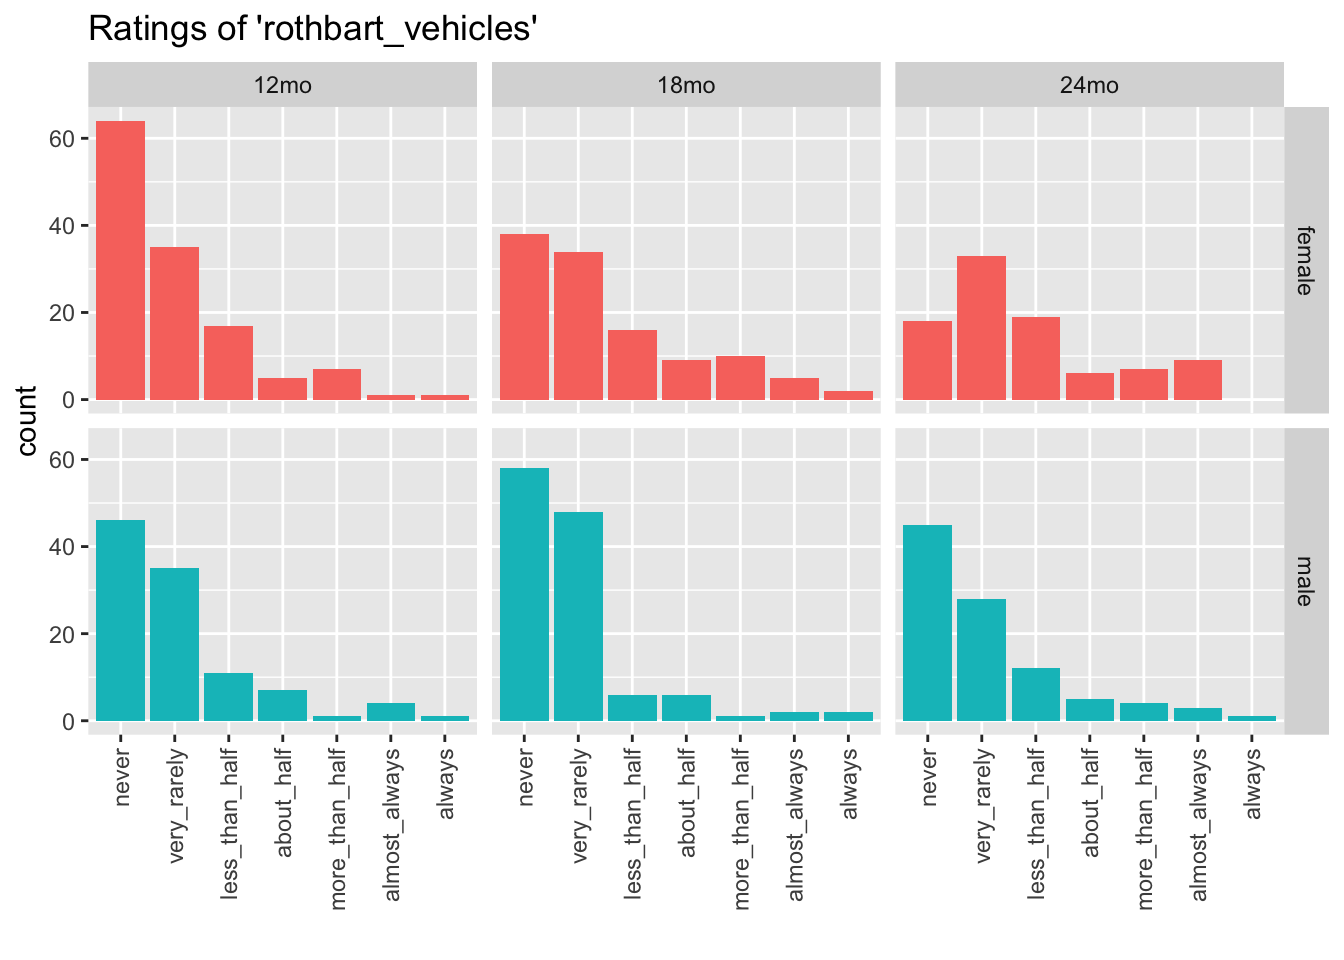 Ratings of 'rothbart_vehicles'
12mo
18mo
24mo
count
60
40
20
0
female
60
40
20
0
male
never
very_rarely
less_than_half
about_half
more_than_half
almost_always
always
never
very_rarely
less_than_half
about_half
more_than_half
almost_always
always
never
very_rarely
less_than_half
about_half
more_than_half
almost_always
always